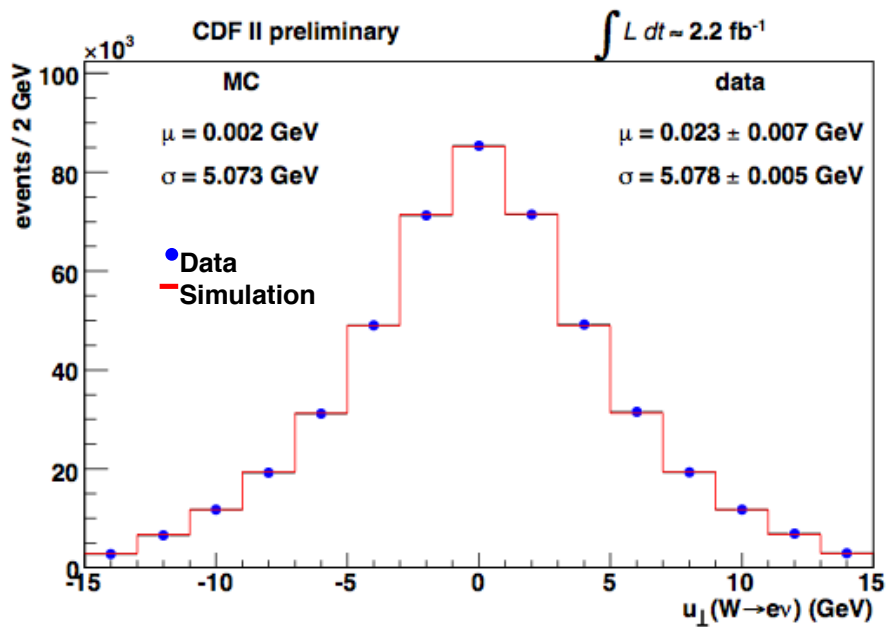 CDF II preliminary
∫ L dt ≈ 2.2 fb⁻¹
×10³
events / 2 GeV
100
80
60
40
20
0
MC
μ = 0.002 GeV
σ = 5.073 GeV
data
μ = 0.023 ± 0.007 GeV
σ = 5.078 ± 0.005 GeV
Data
Simulation
-15 -10 -5 0 5 10 15
u⊥(W→eν) (GeV)